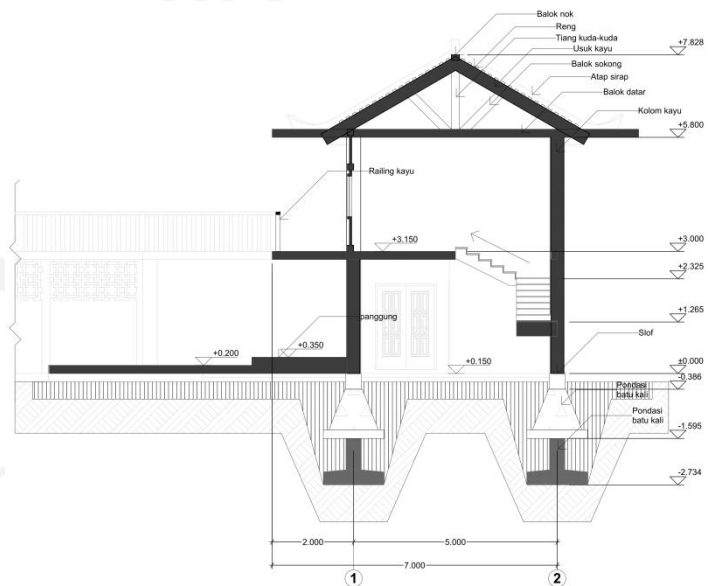 Balok nok
Reng
+7.828
Tiang kuda-kuda
Usuk kayu
Balok sokong
Atap sirap
Balok datar
Kolom kayu
+5.800
Railing kayu
+3.150
+3.000
+2.325
panggung
+1.265
Slof
+0.350
+0.200
+0.150
±0.000
-0.386
Pondasi
batu kali
Pondasi
batu kali
-1.595
-2.734
2.000
5.000
7.000
1
2